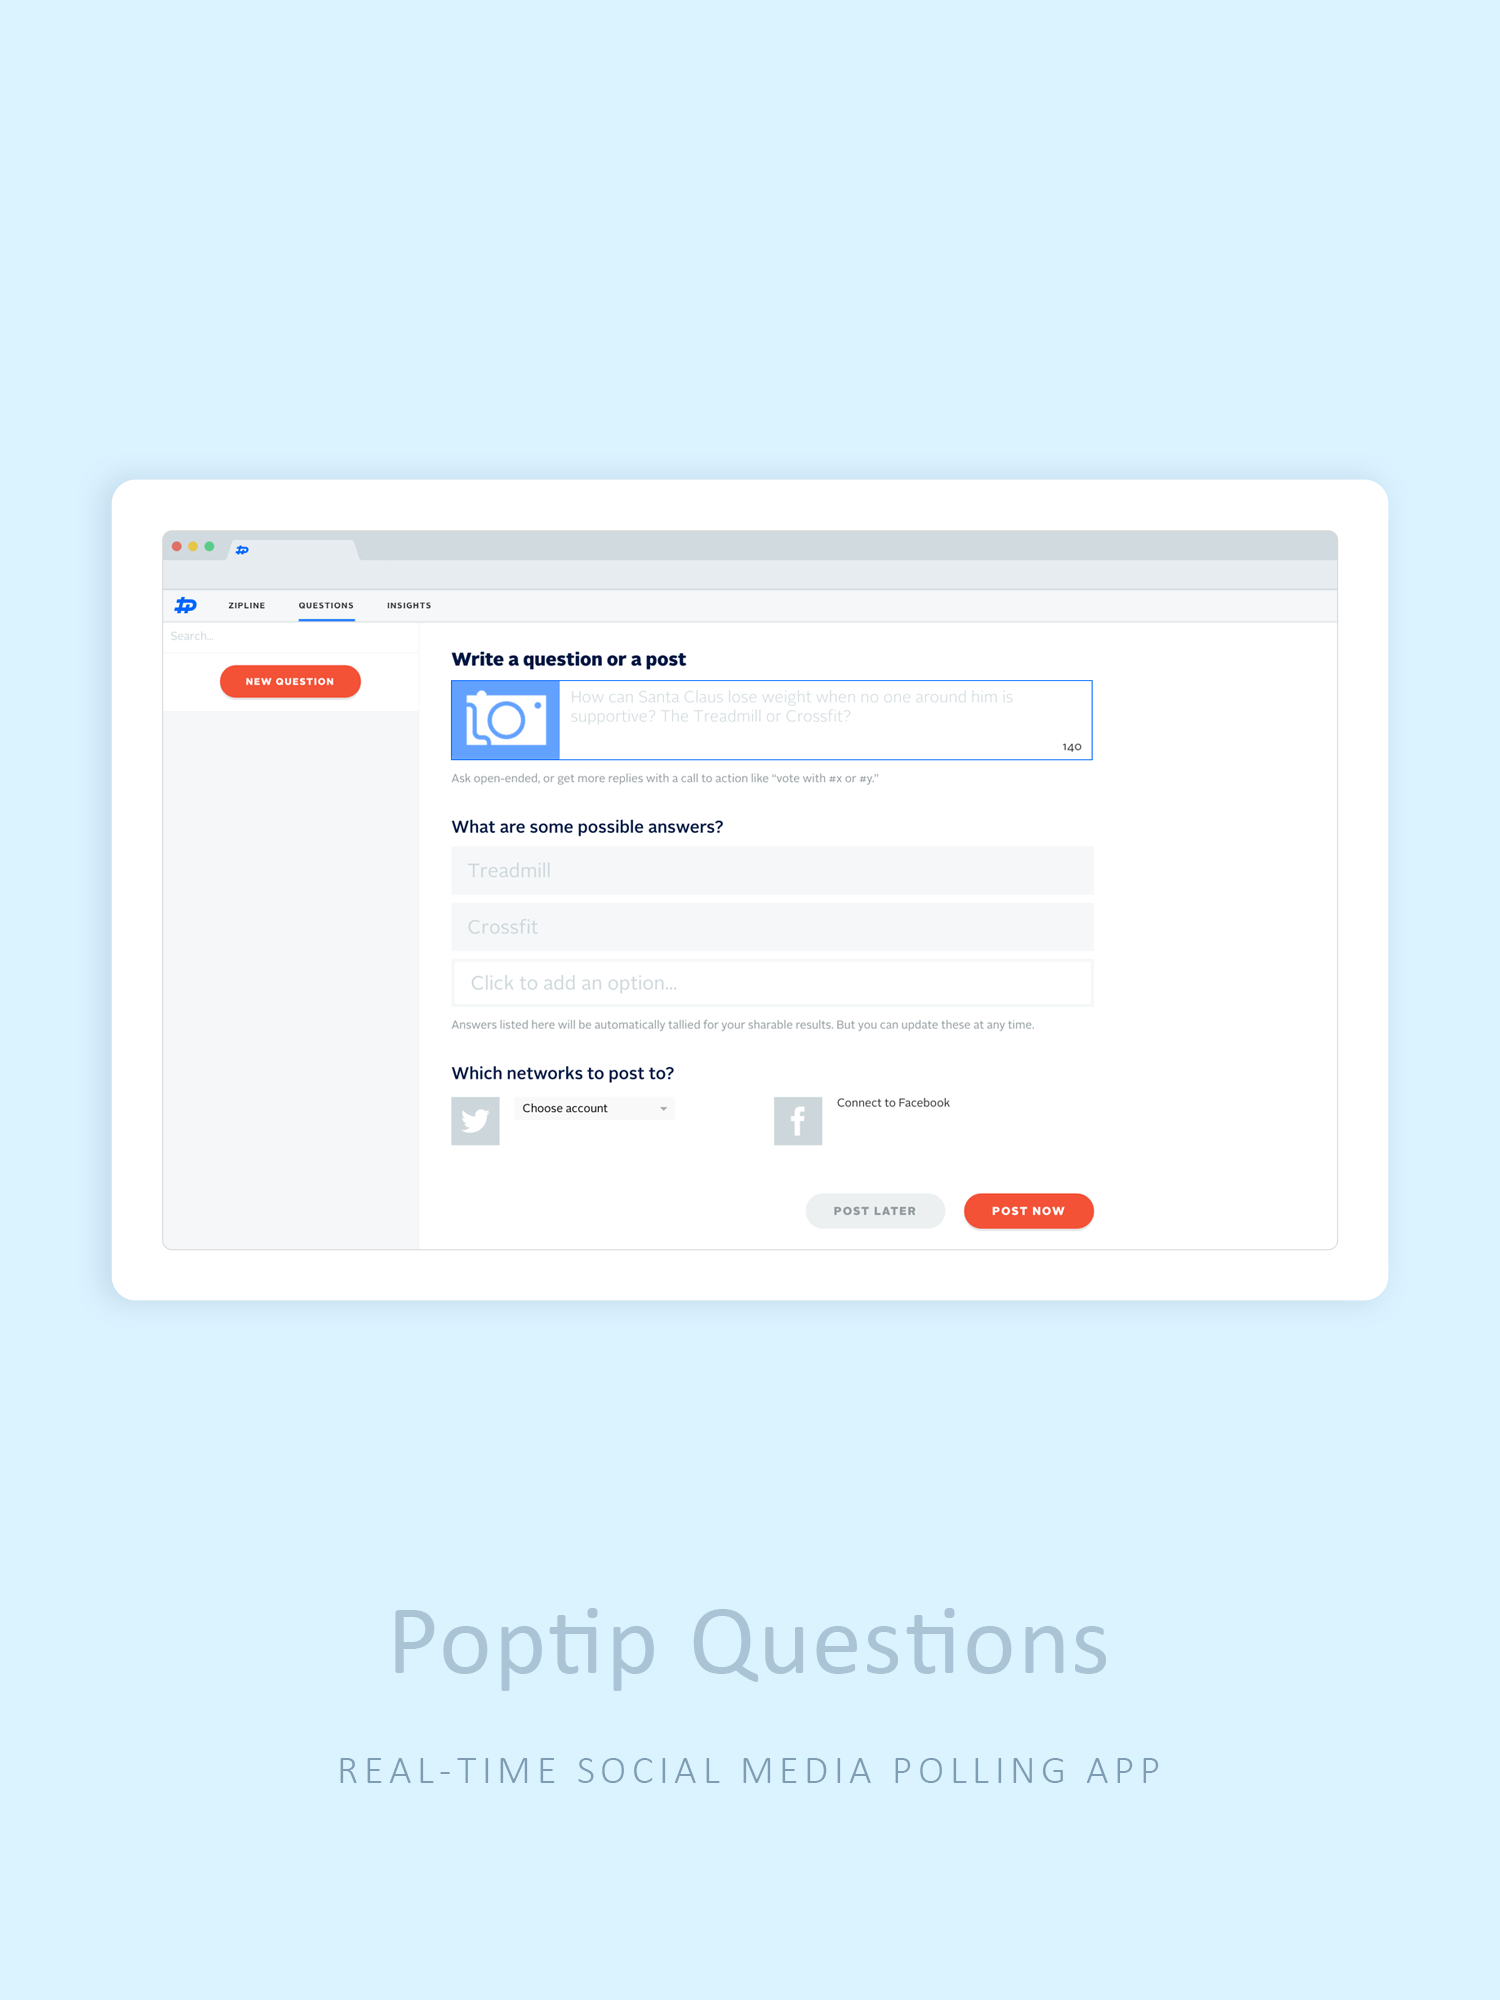 ZIPLINE QUESTIONS INSIGHTS
Search...
NEW QUESTION
Write a question or a post
How can Santa Claus lose weight when no one around him is
supportive? The Treadmill or Crossfit?
140
Ask open-ended, or get more replies with a call to action like “vote with #x or #y.”
What are some possible answers?
Treadmill
Crossfit
Click to add an option...
Answers listed here will be automatically tallied for your sharable results. But you can update these at any time.
Which networks to post to?
Choose account
Connect to Facebook
POST LATER
POST NOW
Poptip Questions
REAL-TIME SOCIAL MEDIA POLLING APP